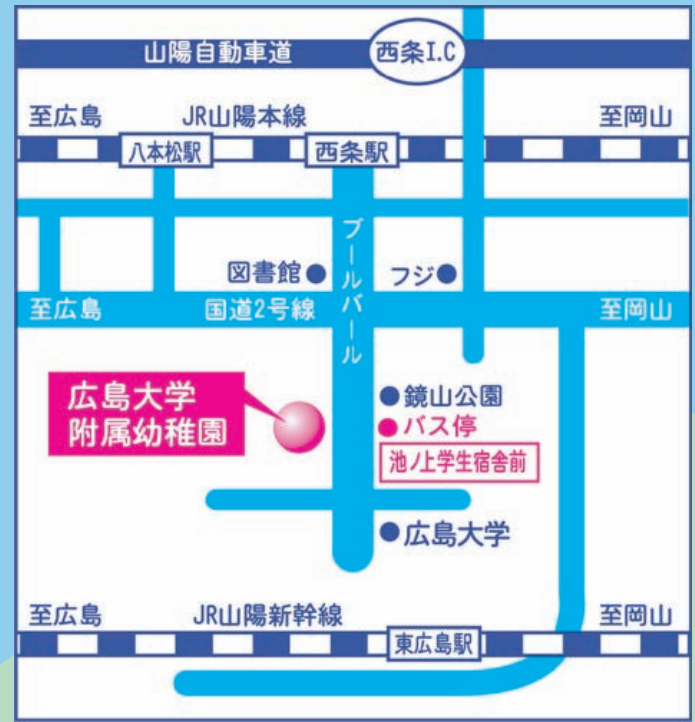 山陽自動車道
西条I.C
至広島
JR山陽本線
至岡山
八本松駅
西条駅
ブールバール
図書館
フジ
至広島
国道2号線
至岡山
広島大学
附属幼稚園
鏡山公園
バス停
池ノ上学生宿舎前
広島大学
至広島
JR山陽新幹線
至岡山
東広島駅